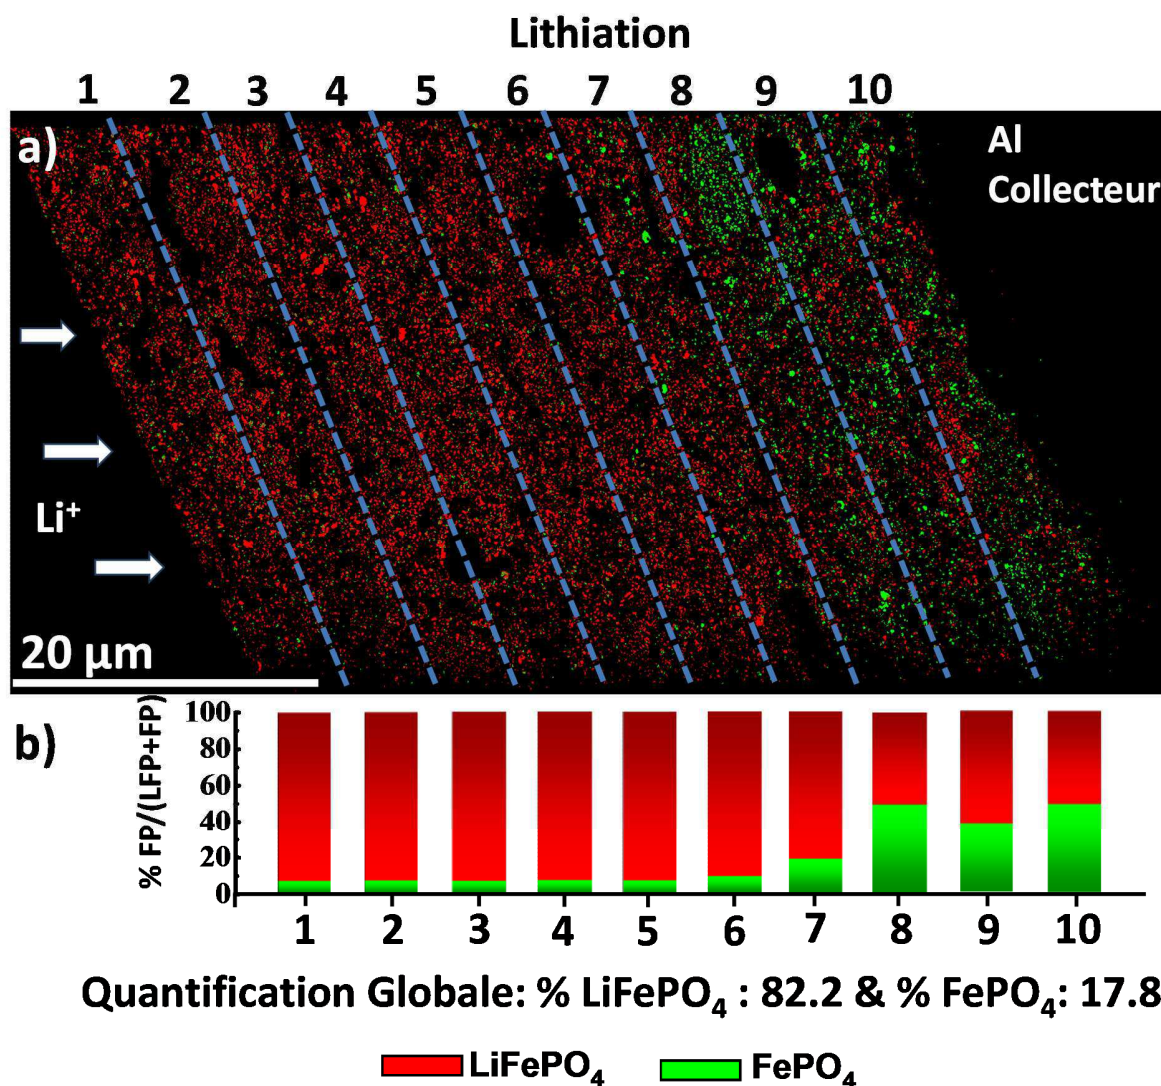 Lithiation
1 2 3 4 5 6 7 8 9 10
a)
Al
Collecteur
Li⁺
20 µm
b)
% FP/(LFP+FP)
100
80
60
40
20
0
1 2 3 4 5 6 7 8 9 10
Quantification Globale: % LiFePO₄ : 82.2 & % FePO₄: 17.8
LiFePO₄ FePO₄